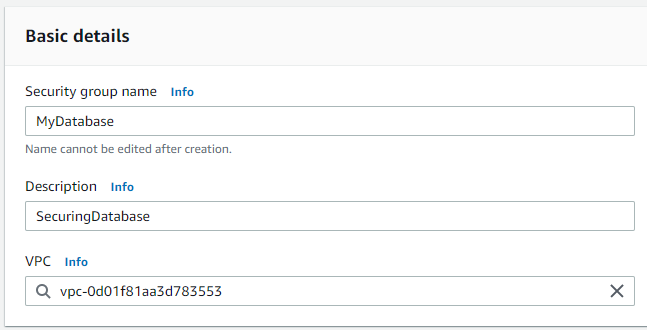 Basic details
Security group name Info
MyDatabase
Name cannot be edited after creation.
Description Info
SecuringDatabase
VPC Info
vpc-0d01f81aa3d783553